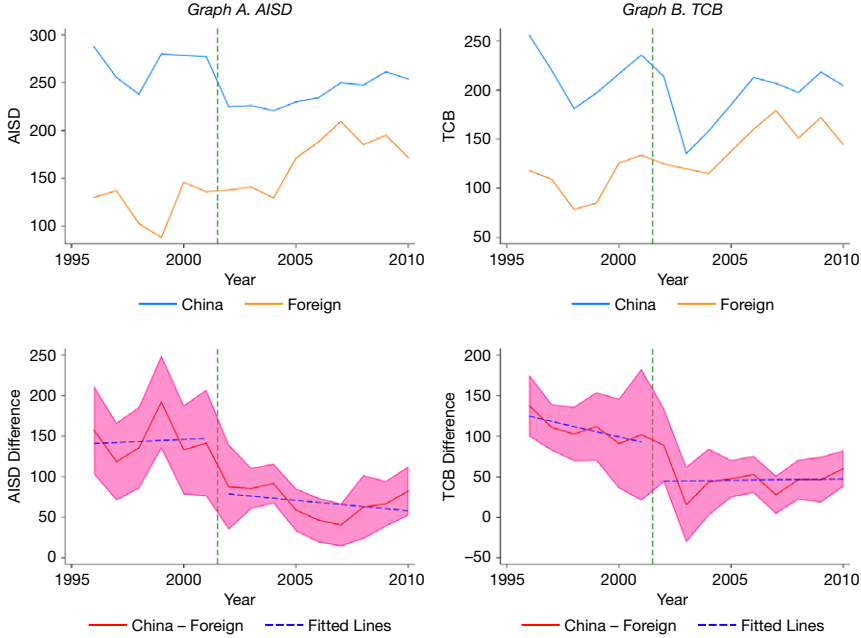 Graph A. AISD
300
250
200
150
100
AISD
1995
2000
2005
2010
Year
China
Foreign
Graph B. TCB
250
200
150
100
50
TCB
1995
2000
2005
2010
Year
China
Foreign
250
200
150
100
50
0
AISD Difference
1995
2000
2005
2010
Year
China – Foreign
Fitted Lines
200
150
100
50
0
–50
TCB Difference
1995
2000
2005
2010
Year
China – Foreign
Fitted Lines